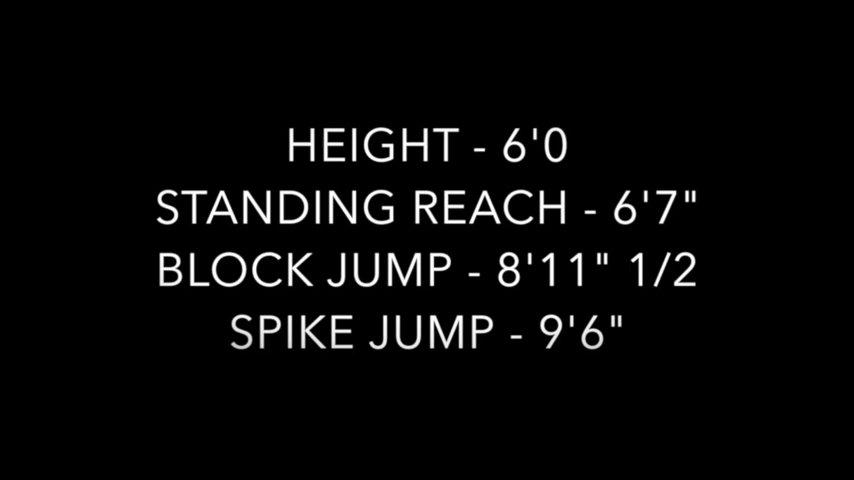 HEIGHT - 6'0
STANDING REACH - 6'7"
BLOCK JUMP - 8'11" 1/2
SPIKE JUMP - 9'6"